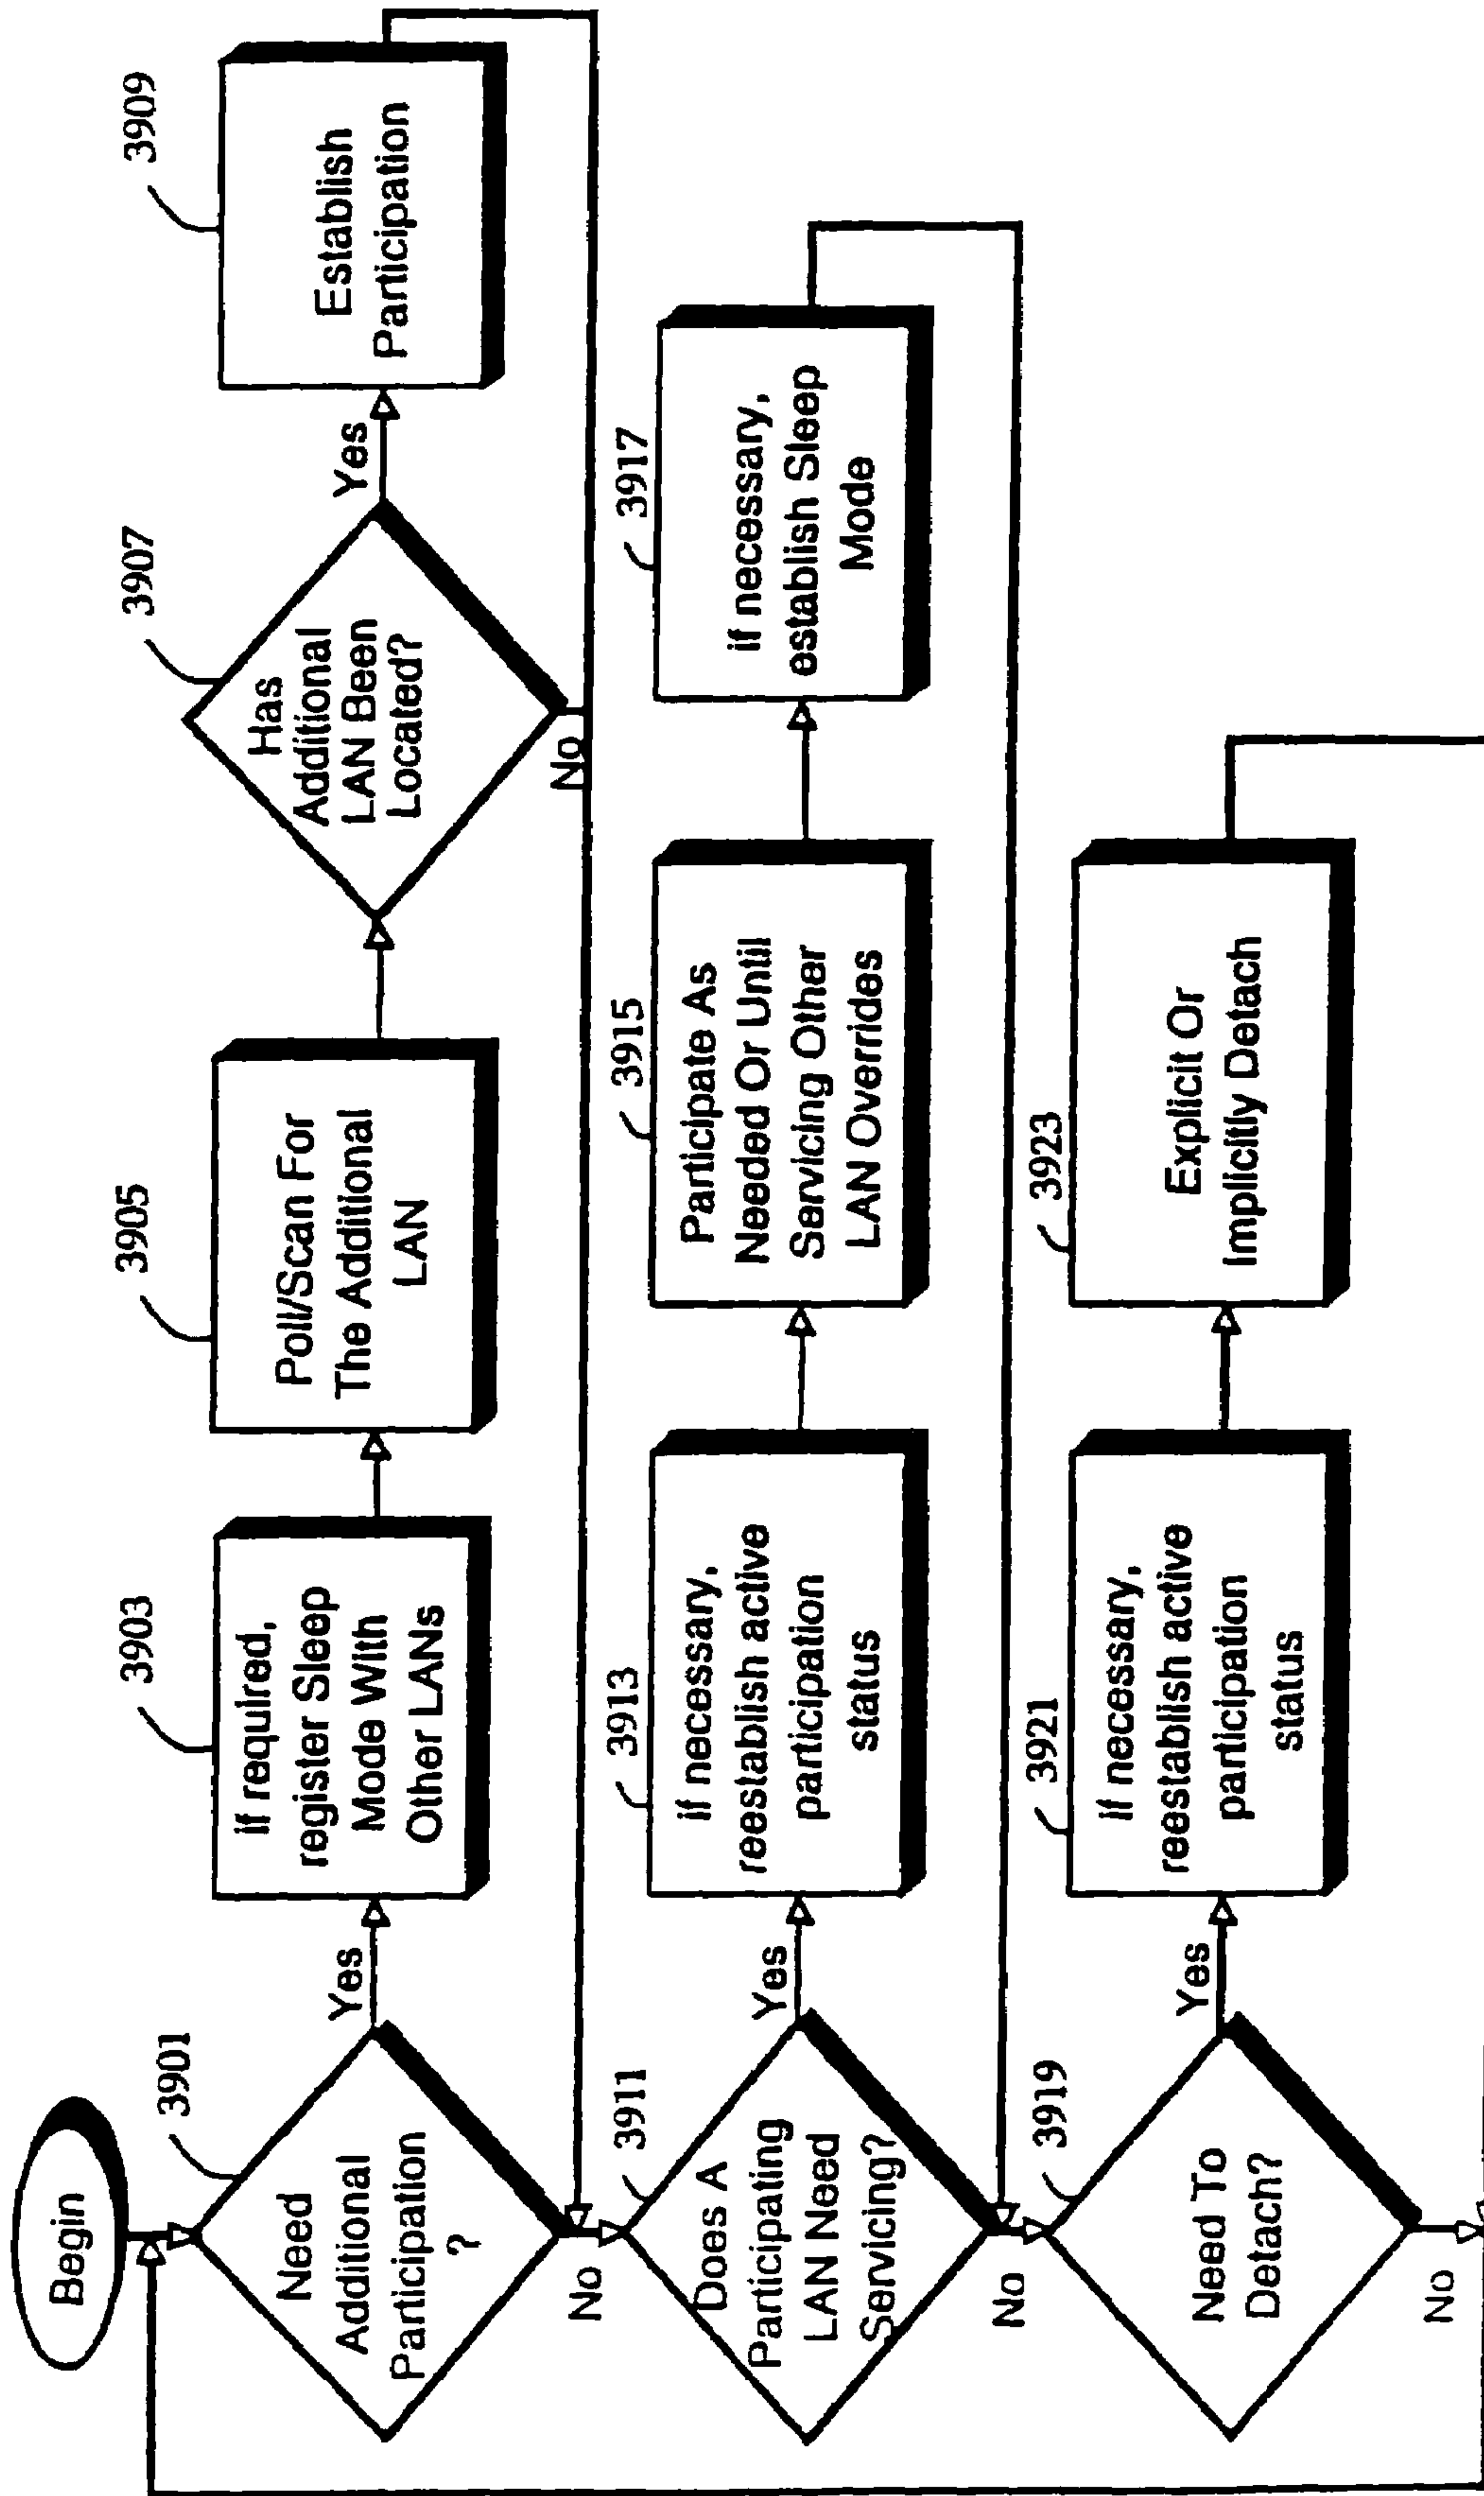 Begin
3901
Need
Additional
Participation
?
Yes
No
3903
If required,
register Sleep
Mode With
Other LANs
3905
Poll/Scan For
The Additional
LAN
3907
Has
Additional
LAN Been
Located?
Yes
No
3909
Establish
Participation
3911
Does A
Participating
LAN Need
Servicing?
Yes
No
3913
if necessary,
reestablish active
participation
status
3915
Participate As
Needed Or Until
Servicing Other
LAN Overrides
3917
if necessary,
establish Sleep
Mode
3919
Need To
Detach?
Yes
No
3921
if necessary,
reestablish active
participation
status
3923
Explicit Or
Implicitly Detach